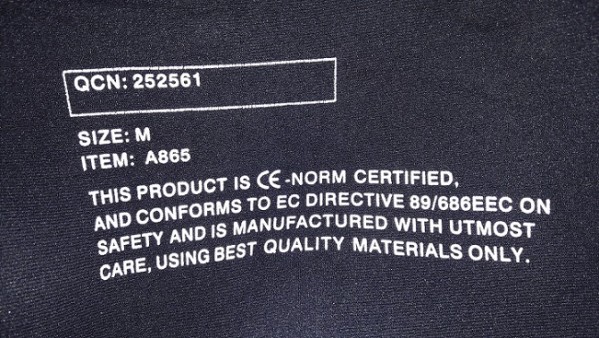 QCN: 252561
SIZE: M
ITEM: A865
THIS PRODUCT IS CE -NORM CERTIFIED,
AND CONFORMS TO EC DIRECTIVE 89/686EEC ON
SAFETY AND IS MANUFACTURED WITH UTMOST
CARE, USING BEST QUALITY MATERIALS ONLY.